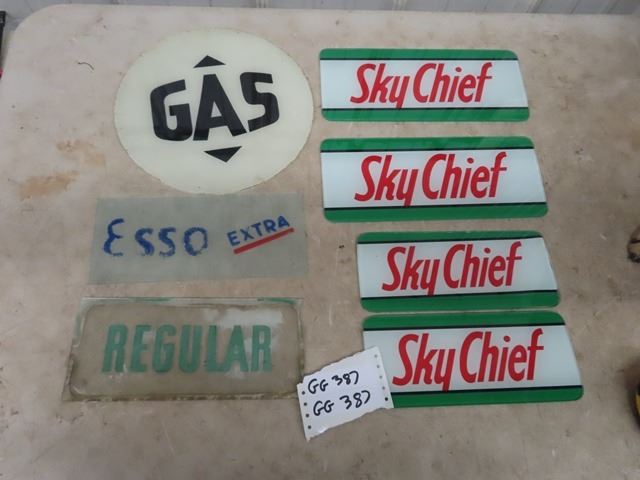 GAS
Sky Chief
Sky Chief
ESSO EXTRA
Sky Chief
REGULAR
Sky Chief
GG 387
GG 387